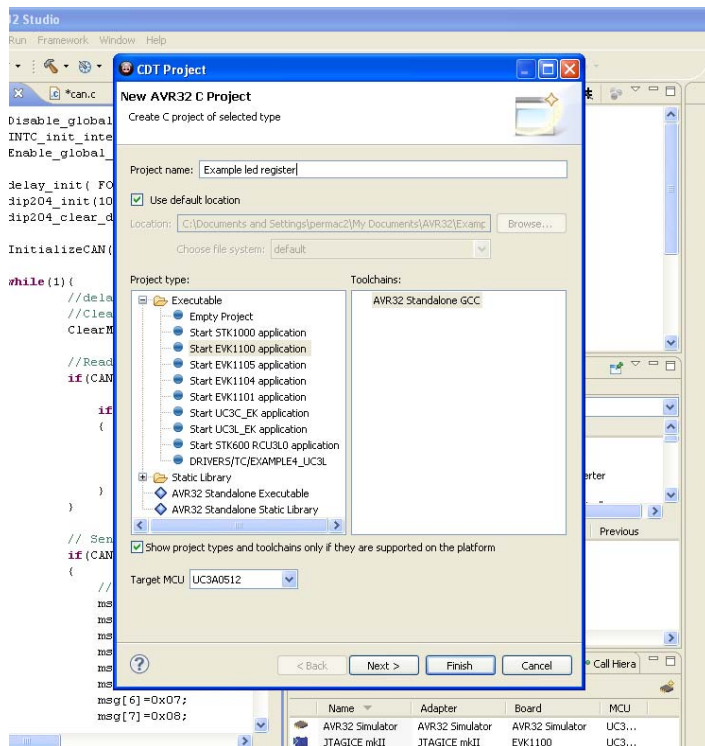 32 Studio
Run Framework Window Help
CDT Project
*can.c
New AVR32 C Project
Create C project of selected type
Disable_global
INTC_init_inte
Enable_global_
delay_init( FO
dip204_init(10
dip204_clear_d
InitializeCAN(
while(1){
//dela
//Clea
ClearM
//Read
if(CAN
if
{
}
}
// Sen
if(CAN
{
//
ms
ms
ms
ms
ms
ms
msg[6]=0x07;
msg[7]=0x08;
Project name: Example led register
Use default location
Location: C:\Documents and Settings\permac2\My Documents\AVR32\Examp Browse...
Choose file system: default
Project type: Toolchains:
Executable AVR32 Standalone GCC
Empty Project
Start STK1000 application
Start EVK1100 application
Start EVK1105 application
Start EVK1104 application
Start EVK1101 application
Start UC3C_EK application
Start UC3L_EK application
Start STK600 RCU3L0 application
DRIVERS/TC/EXAMPLE4_UC3L
Static Library
AVR32 Standalone Executable
AVR32 Standalone Static Library
Show project types and toolchains only if they are supported on the platform
Target MCU UC3A0512
? < Back Next > Finish Cancel
erter
Previous
Call Hiera
Name Adapter Board MCU
AVR32 Simulator AVR32 Simulator AVR32 Simulator UC3...
JTAGICE mkII JTAGICE mkII EVK1100 UC3...